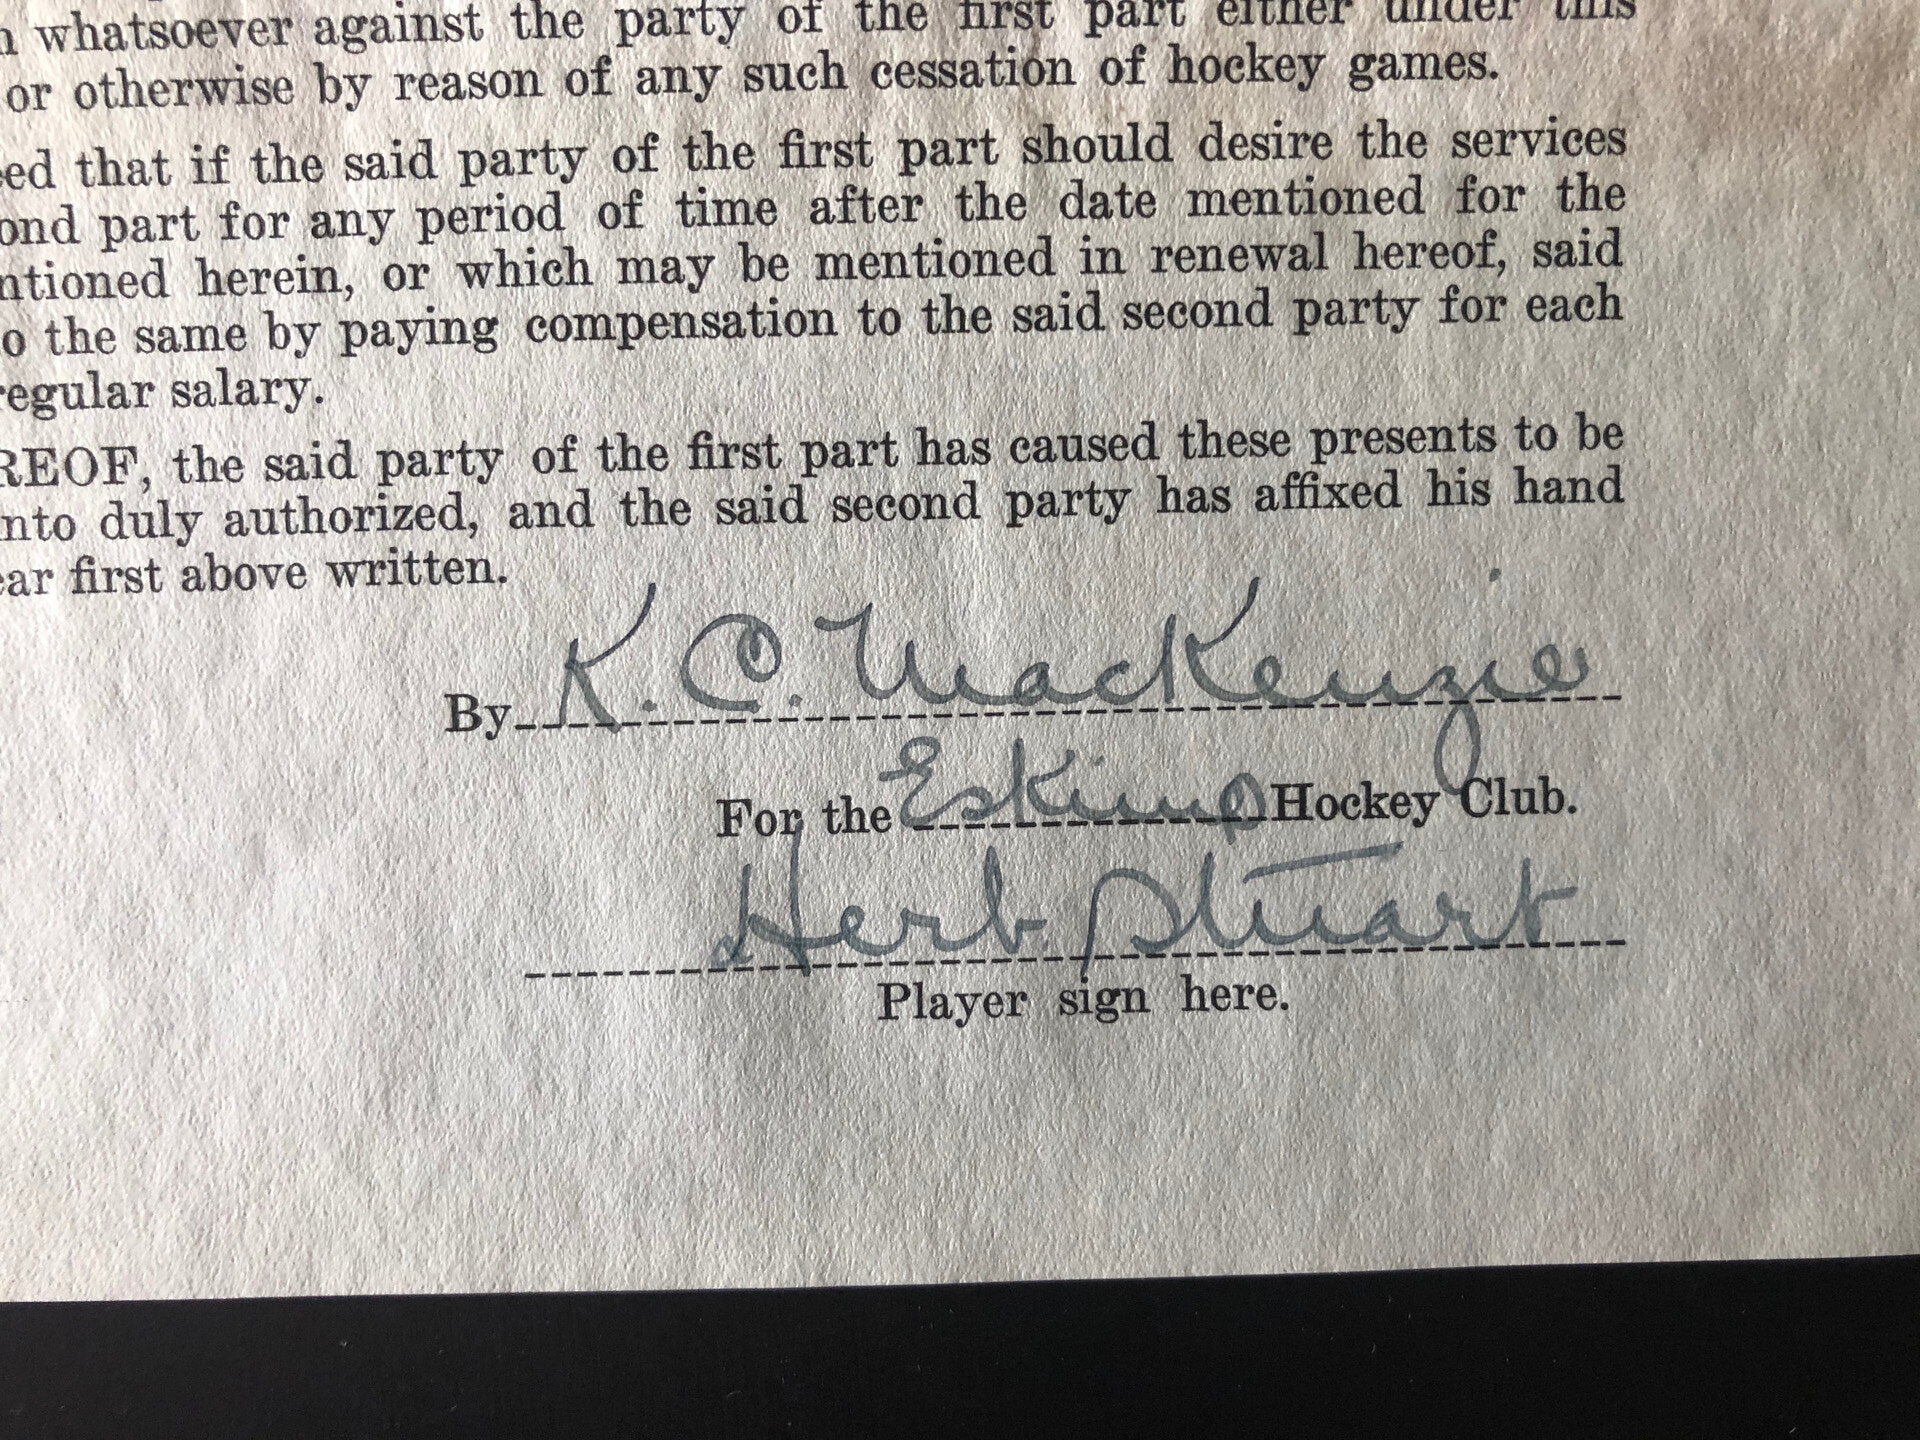 n whatsoever against the party of the first part either under this
or otherwise by reason of any such cessation of hockey games.
ed that if the said party of the first part should desire the services
ond part for any period of time after the date mentioned for the
ntioned herein, or which may be mentioned in renewal hereof, said
o the same by paying compensation to the said second party for each
regular salary.
REOF, the said party of the first part has caused these presents to be
nto duly authorized, and the said second party has affixed his hand
ear first above written.
By K. C. MacKenzie
For the Eskimo Hockey Club.
Herb Stuart
Player sign here.